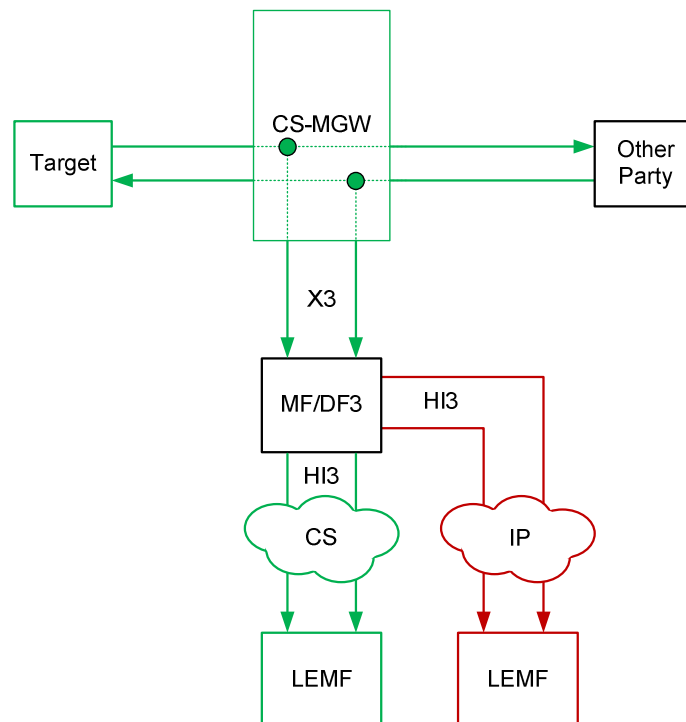 CS-MGW
Target
Other
Party
X3
MF/DF3
HI3
HI3
CS
IP
LEMF
LEMF